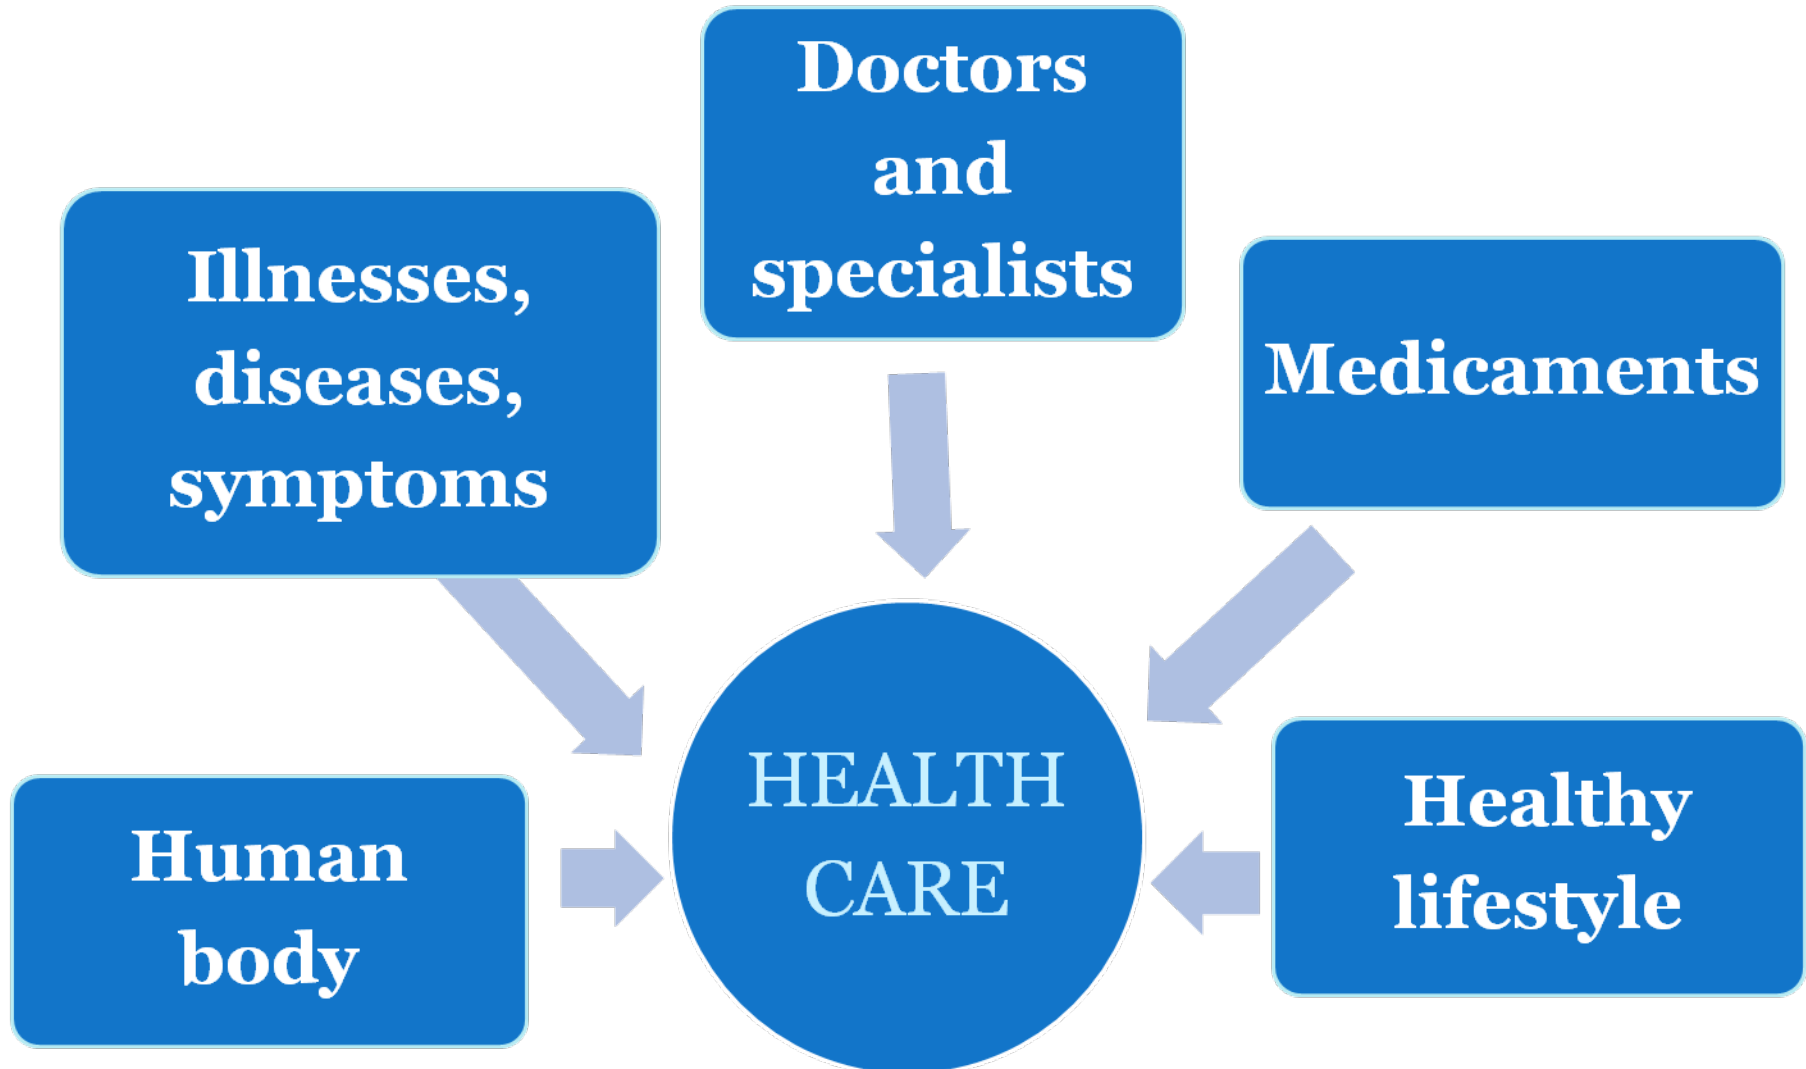 Doctors
and
specialists
Illnesses,
diseases,
symptoms
Medicaments
Human
body
HEALTH
CARE
Healthy
lifestyle